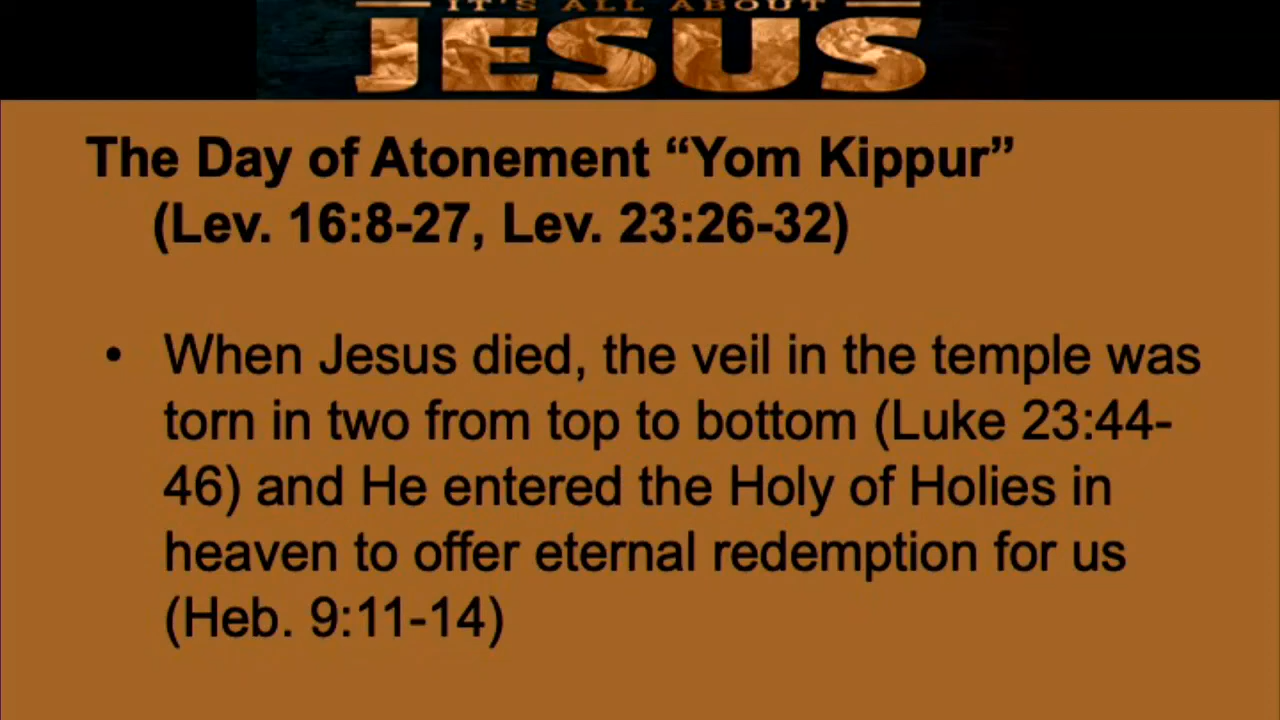 IT'S ALL ABOUT
JESUS
The Day of Atonement “Yom Kippur”
(Lev. 16:8-27, Lev. 23:26-32)
• When Jesus died, the veil in the temple was
torn in two from top to bottom (Luke 23:44-
46) and He entered the Holy of Holies in
heaven to offer eternal redemption for us
(Heb. 9:11-14)